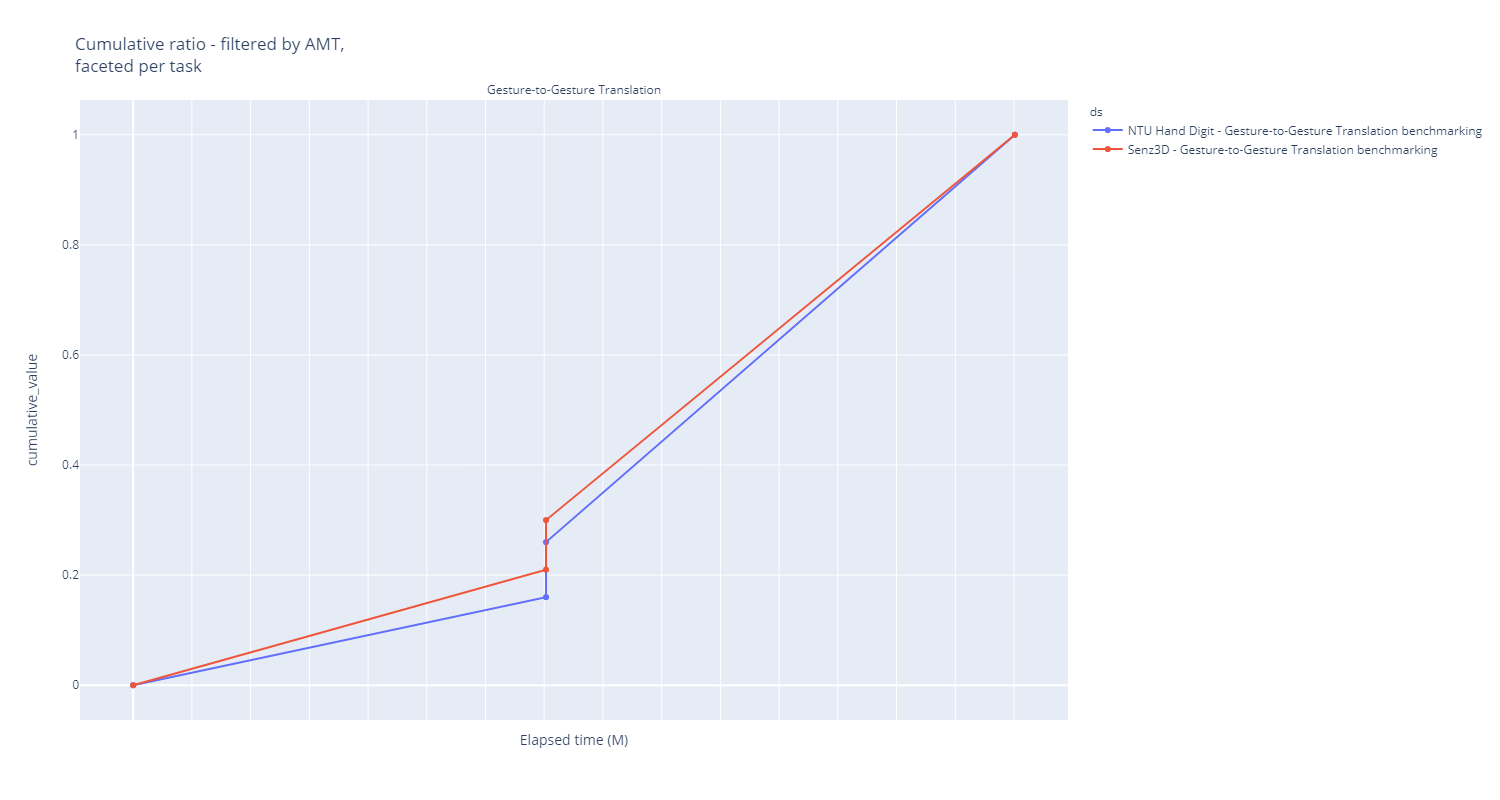 Cumulative ratio - filtered by AMT,
faceted per task
Gesture-to-Gesture Translation
ds
NTU Hand Digit - Gesture-to-Gesture Translation benchmarking
Senz3D - Gesture-to-Gesture Translation benchmarking
1
0.8
0.6
0.4
0.2
0
cumulative_value
Elapsed time (M)